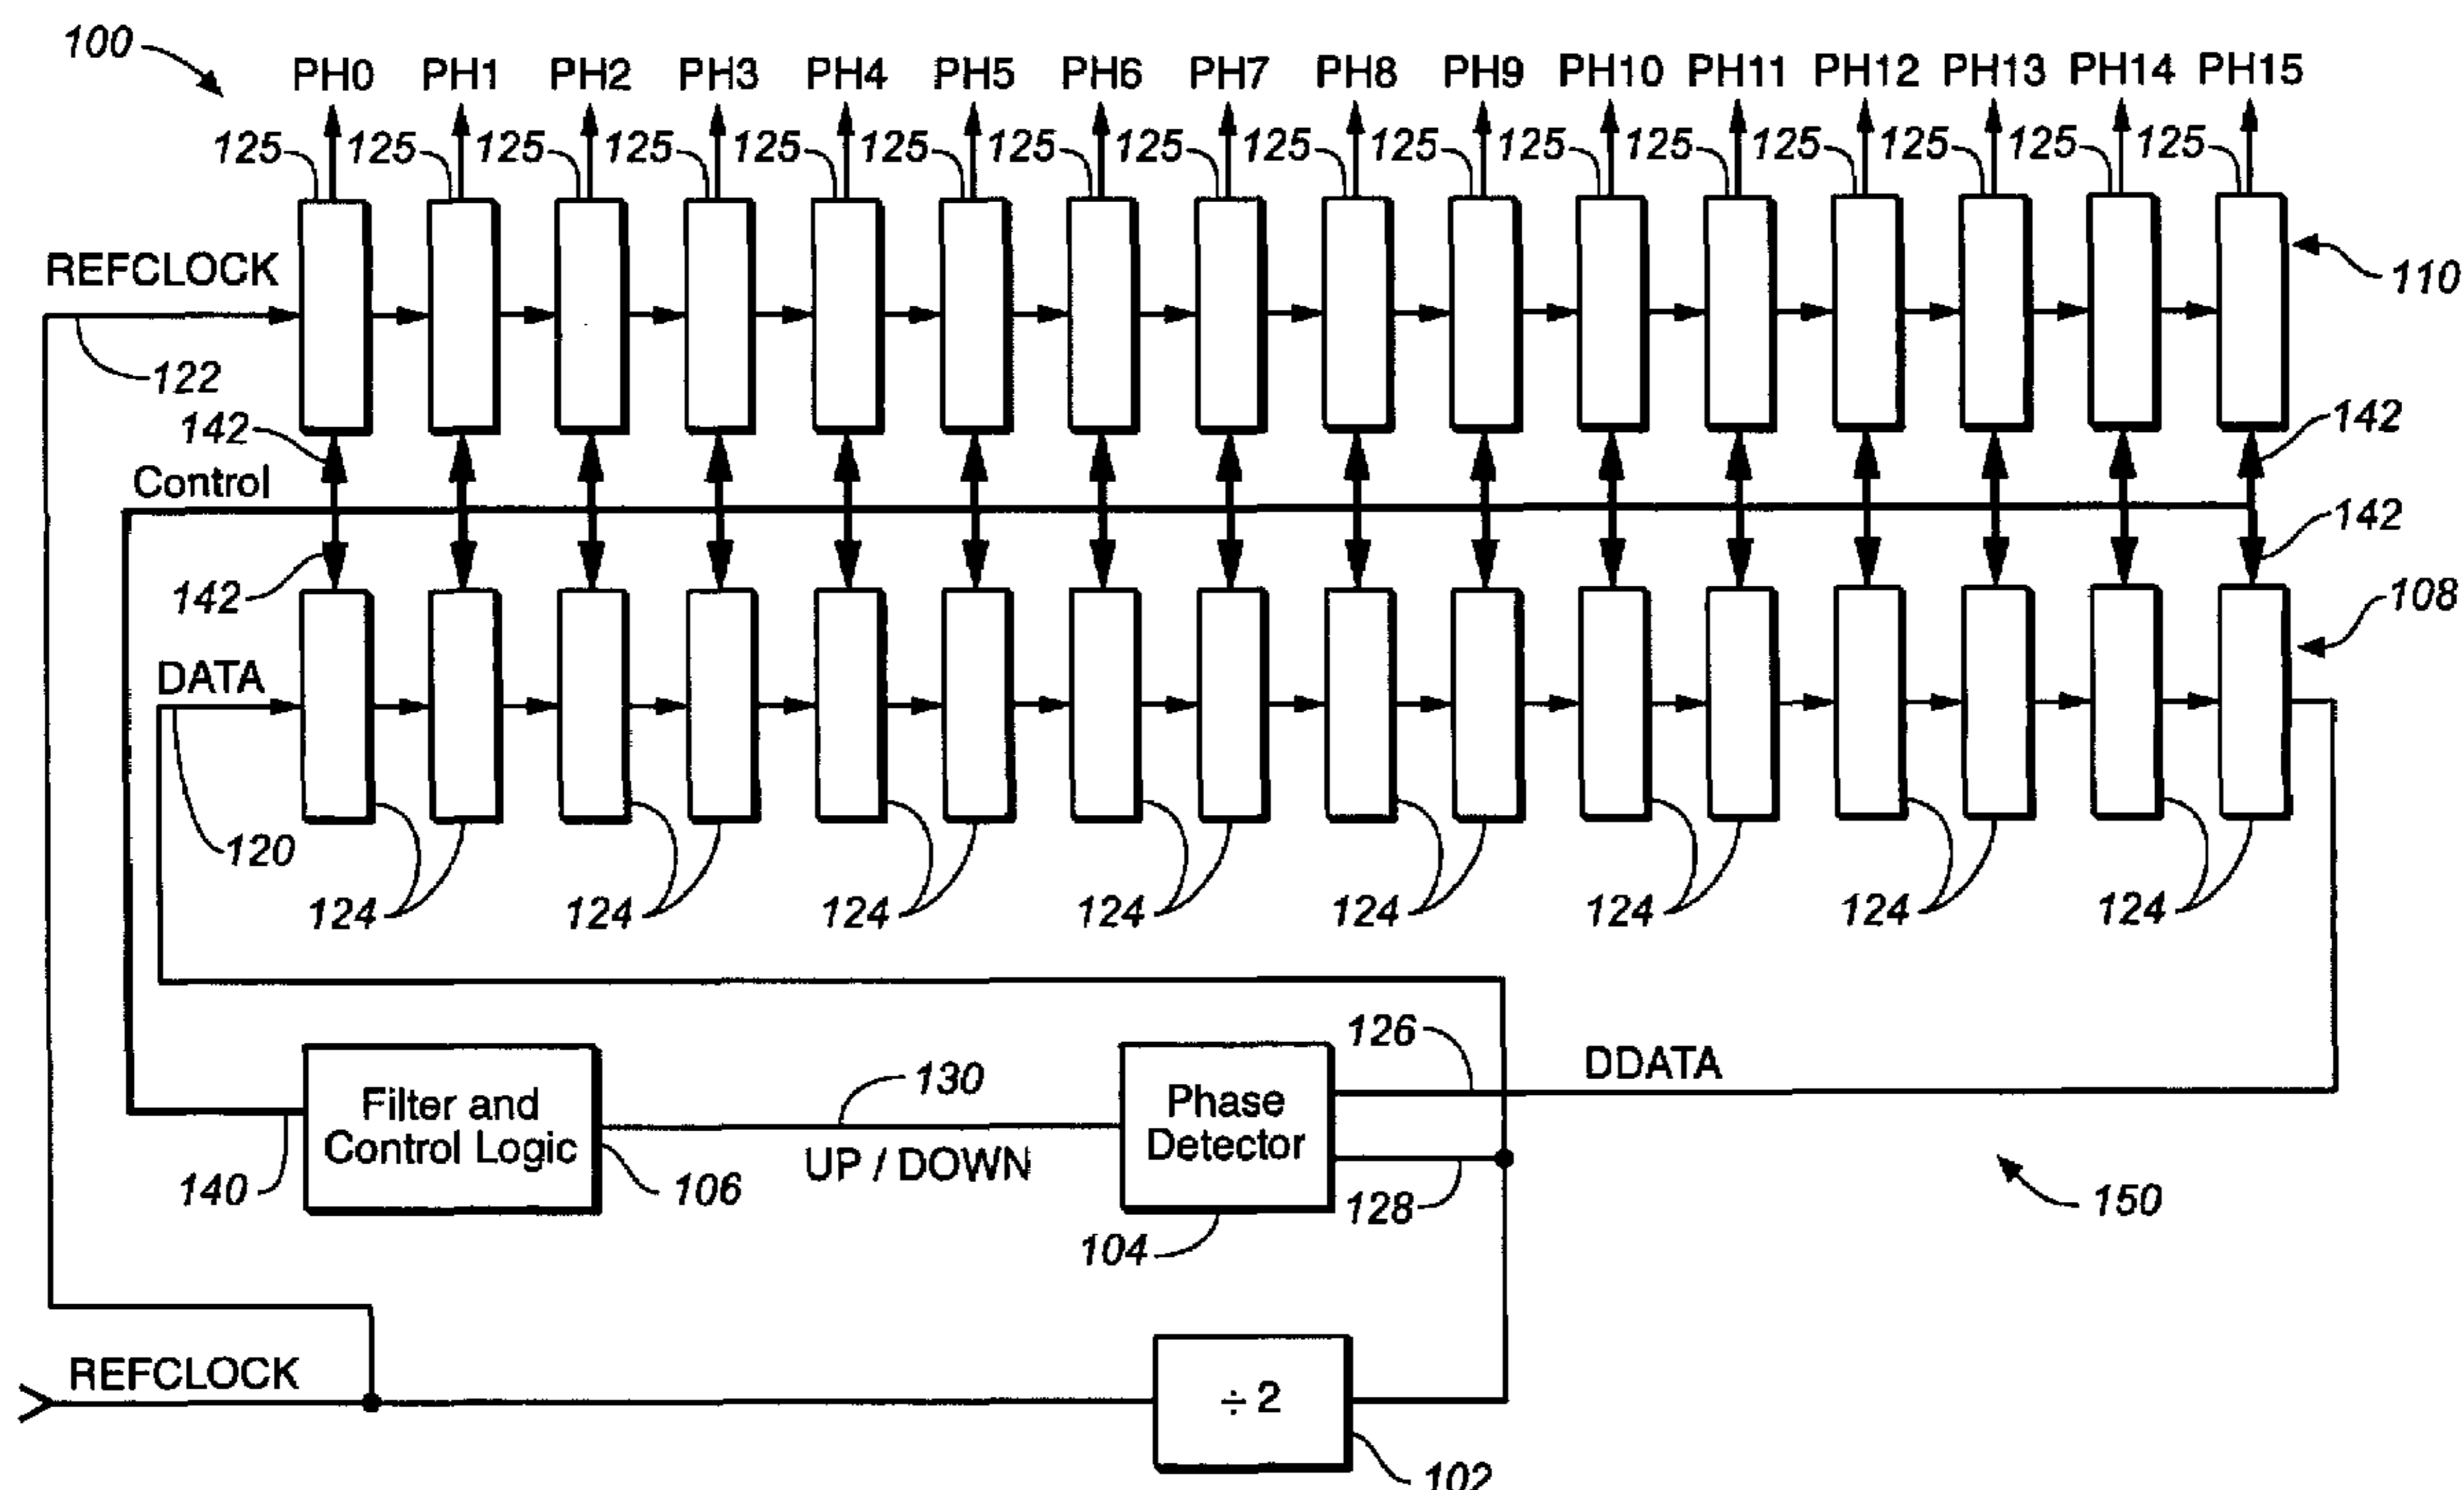 100
PH0 PH1 PH2 PH3 PH4 PH5 PH6 PH7 PH8 PH9 PH10 PH11 PH12 PH13 PH14 PH15
125 125 125 125 125 125 125 125 125 125 125 125 125 125 125 125
REFCLOCK
110
122
142 142
Control
142
142
108
DATA
120
124 124 124 124 124 124 124 124
126
DDATA
130
Filter and
Control Logic
Phase
Detector
UP / DOWN
140
106
128
150
104
REFCLOCK
÷ 2
102